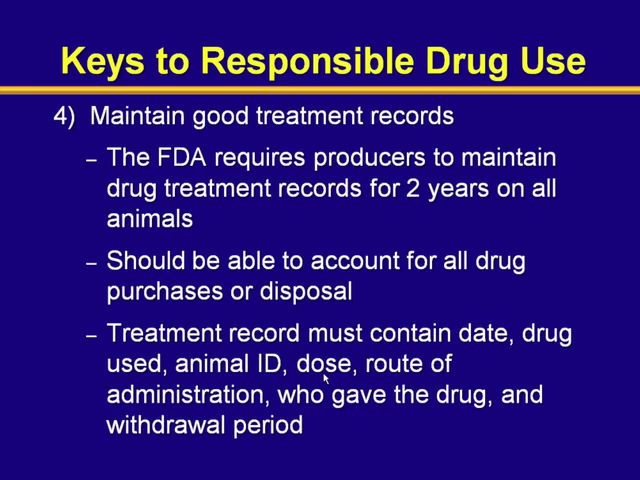 Keys to Responsible Drug Use
4) Maintain good treatment records
– The FDA requires producers to maintain
drug treatment records for 2 years on all
animals
– Should be able to account for all drug
purchases or disposal
– Treatment record must contain date, drug
used, animal ID, dose, route of
administration, who gave the drug, and
withdrawal period